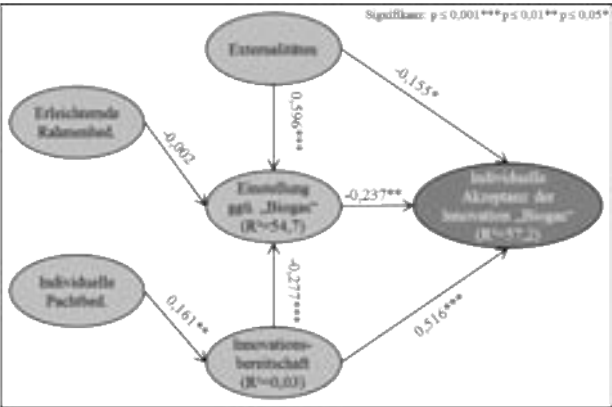 Signifikanz: p ≤ 0,001*** p ≤ 0,01** p ≤ 0,05*
Externalitäten
-0,155*
Erleichternde
Rahmenbed.
0,596***
-0,002
Einstellung
ggü. „Biogas“
(R²=54,7)
-0,237**
Individuelle
Akzeptanz der
Innovation „Biogas“
(R²=57,2)
Individuelle
Pachtbed.
-0,277***
0,161**
0,516***
Innovations-
bereitschaft
(R²=0,03)